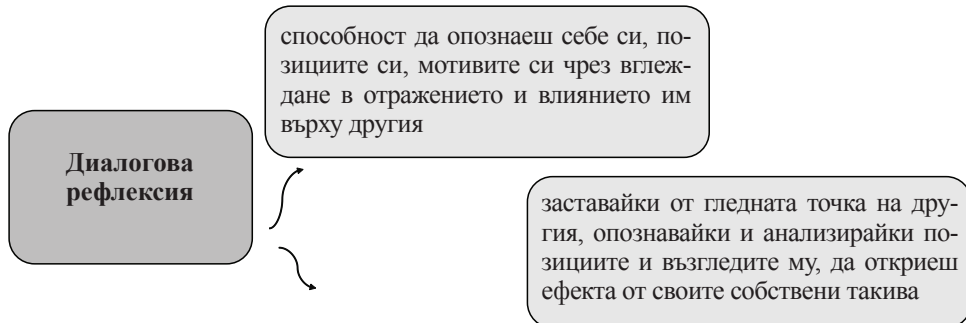 способност да опознаеш себе си, по-
зициите си, мотивите си чрез вглеж-
дане в отражението и влиянието им
върху другия
Диалогова
рефлексия
заставайки от гледната точка на дру-
гия, опознавайки и анализирайки по-
зициите и възгледите му, да откриеш
ефекта от своите собствени такива